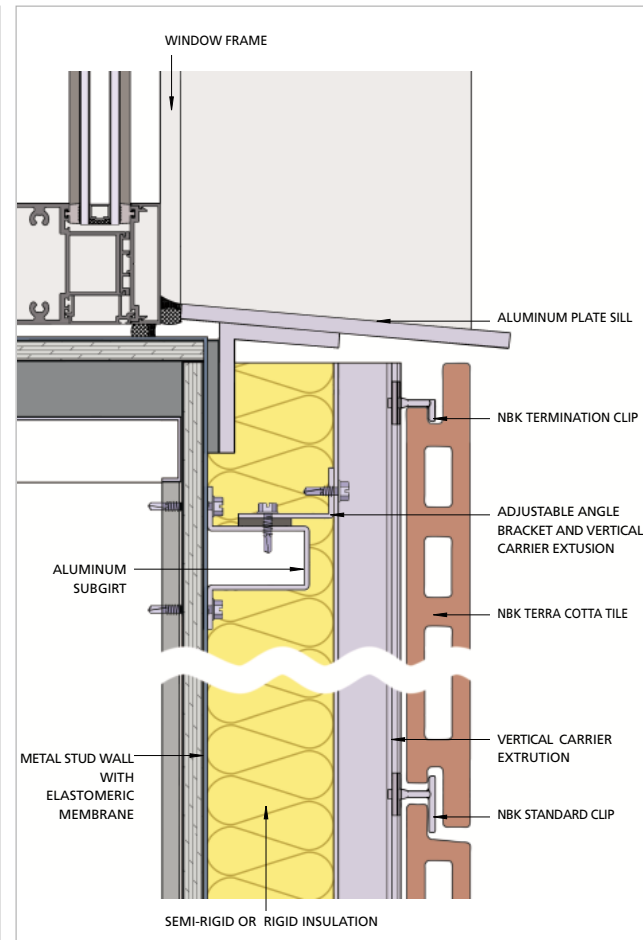 WINDOW FRAME
ALUMINUM PLATE SILL
NBK TERMINATION CLIP
ADJUSTABLE ANGLE
BRACKET AND VERTICAL
CARRIER EXTUSION
ALUMINUM
SUBGIRT
NBK TERRA COTTA TILE
METAL STUD WALL
WITH
ELASTOMERIC
MEMBRANE
VERTICAL CARRIER
EXTRUTION
NBK STANDARD CLIP
SEMI-RIGID OR RIGID INSULATION